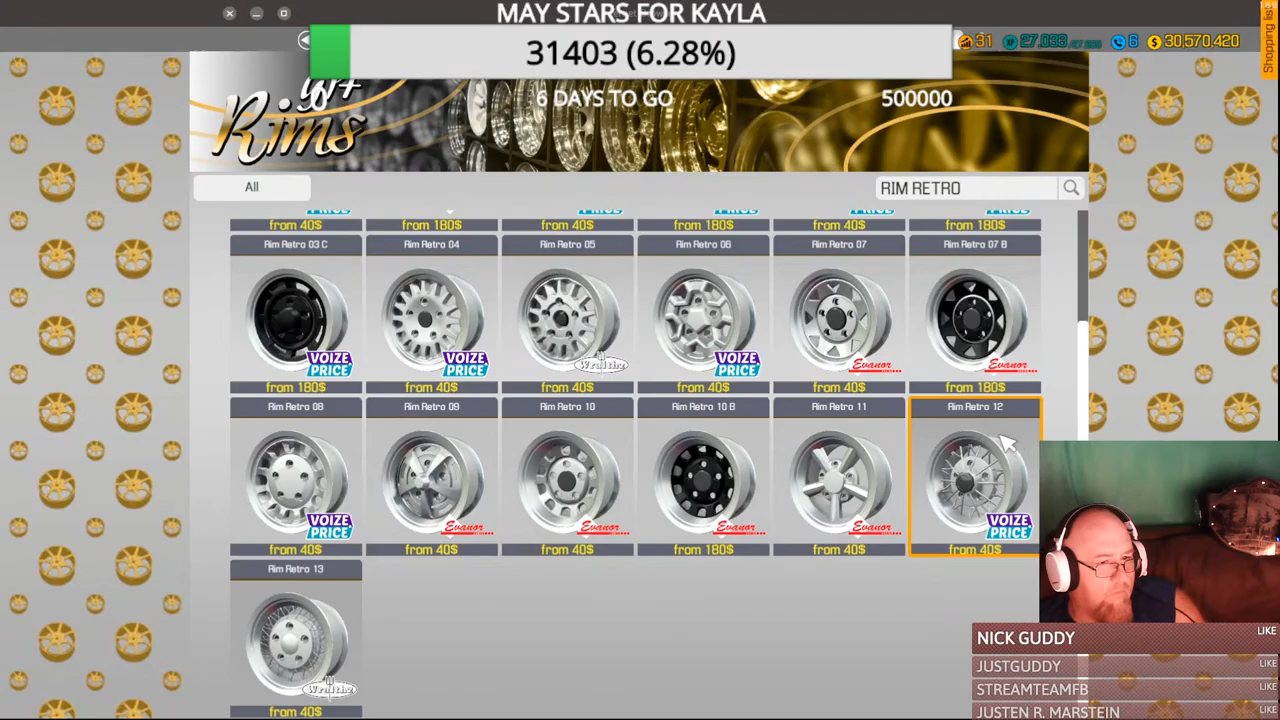 MAY STARS FOR KAYLA
31403 (6.28%)
6 DAYS TO GO
500000
31
6
30,570,420
Shopping list
Rims
All
RIM RETRO
from 40$
from 180$
from 40$
from 180$
from 40$
from 180$
Rim Retro 03 C
Rim Retro 04
Rim Retro 05
Rim Retro 06
Rim Retro 07
Rim Retro 07 B
VOIZE PRICE
VOIZE PRICE
Wraithe
VOIZE PRICE
Evanor
Evanor
from 180$
from 40$
from 40$
from 40$
from 40$
from 180$
Rim Retro 08
Rim Retro 09
Rim Retro 10
Rim Retro 10 B
Rim Retro 11
Rim Retro 12
VOIZE PRICE
Evanor
Evanor
Evanor
Evanor
VOIZE PRICE
from 40$
from 40$
from 40$
from 180$
from 40$
from 40$
Rim Retro 13
Wraithe
from 40$
NICK GUDDY LIKE
JUSTGUDDY LIKE
STREAMTEAMFB LIKE
JUSTEN R. MARSTEIN LIKE